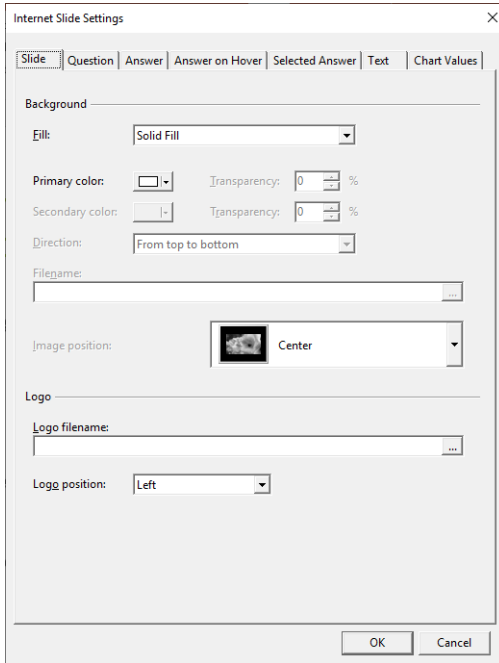 Internet Slide Settings
Slide Question Answer Answer on Hover Selected Answer Text Chart Values
Background
Fill: Solid Fill
Primary color: Transparency: 0 %
Secondary color: Transparency: 0 %
Direction: From top to bottom
Filename:
...
Image position: Center
Logo
Logo filename:
...
Logo position: Left
OK Cancel